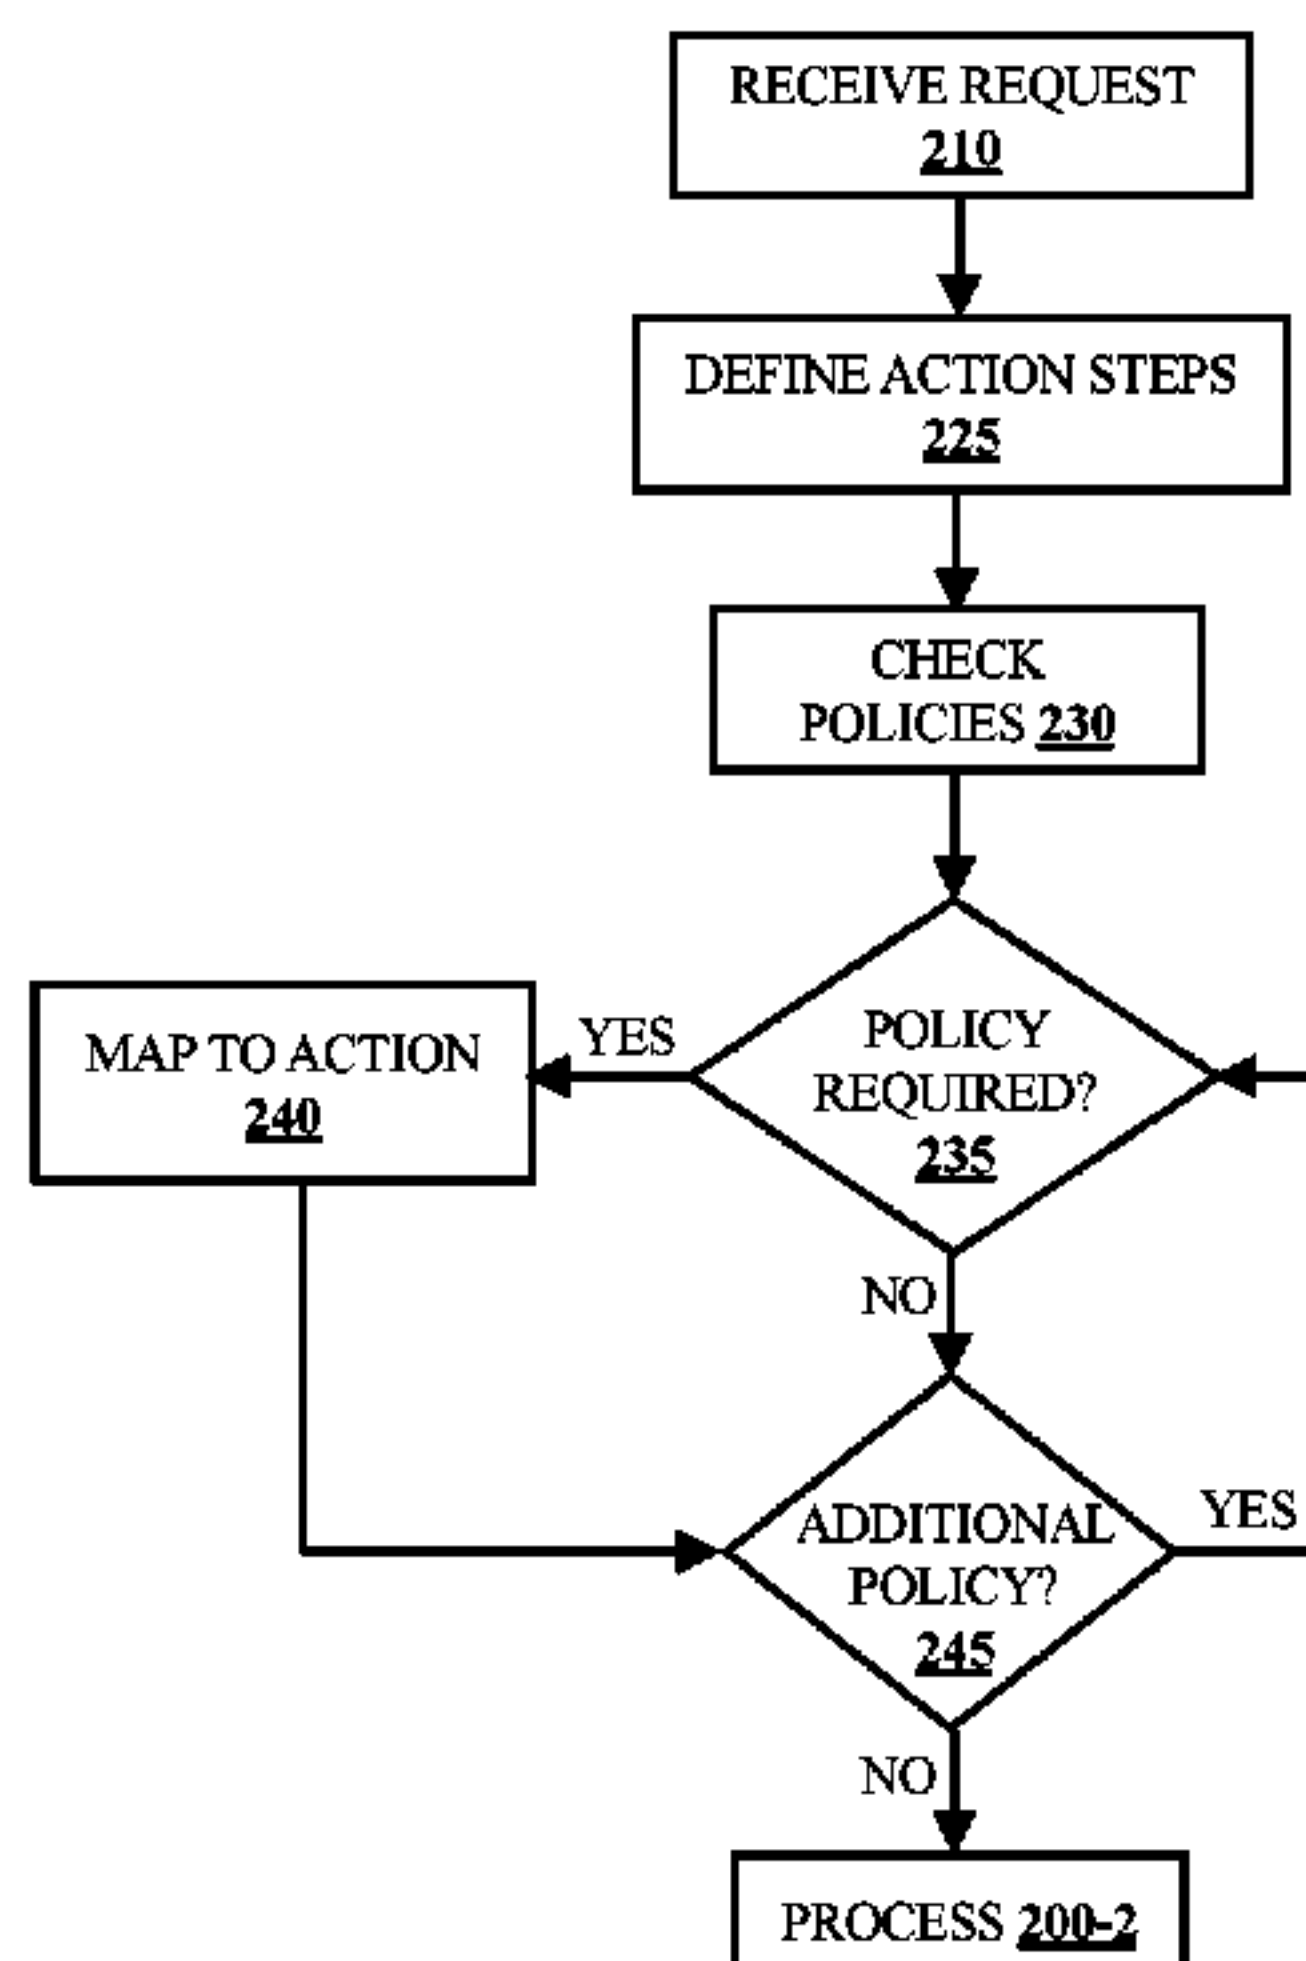 RECEIVE REQUEST
210
DEFINE ACTION STEPS
225
CHECK
POLICIES 230
POLICY
REQUIRED?
235
YES
MAP TO ACTION
240
NO
ADDITIONAL
POLICY?
245
YES
NO
PROCESS 200-2